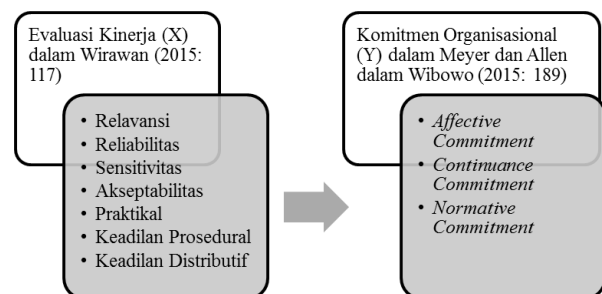 Evaluasi Kinerja (X)
dalam Wirawan (2015:
117)
• Relavansi
• Reliabilitas
• Sensitivitas
• Akseptabilitas
• Praktikal
• Keadilan Prosedural
• Keadilan Distributif
Komitmen Organisasional
(Y) dalam Meyer dan Allen
dalam Wibowo (2015: 189)
• Affective
Commitment
• Continuance
Commitment
• Normative
Commitment